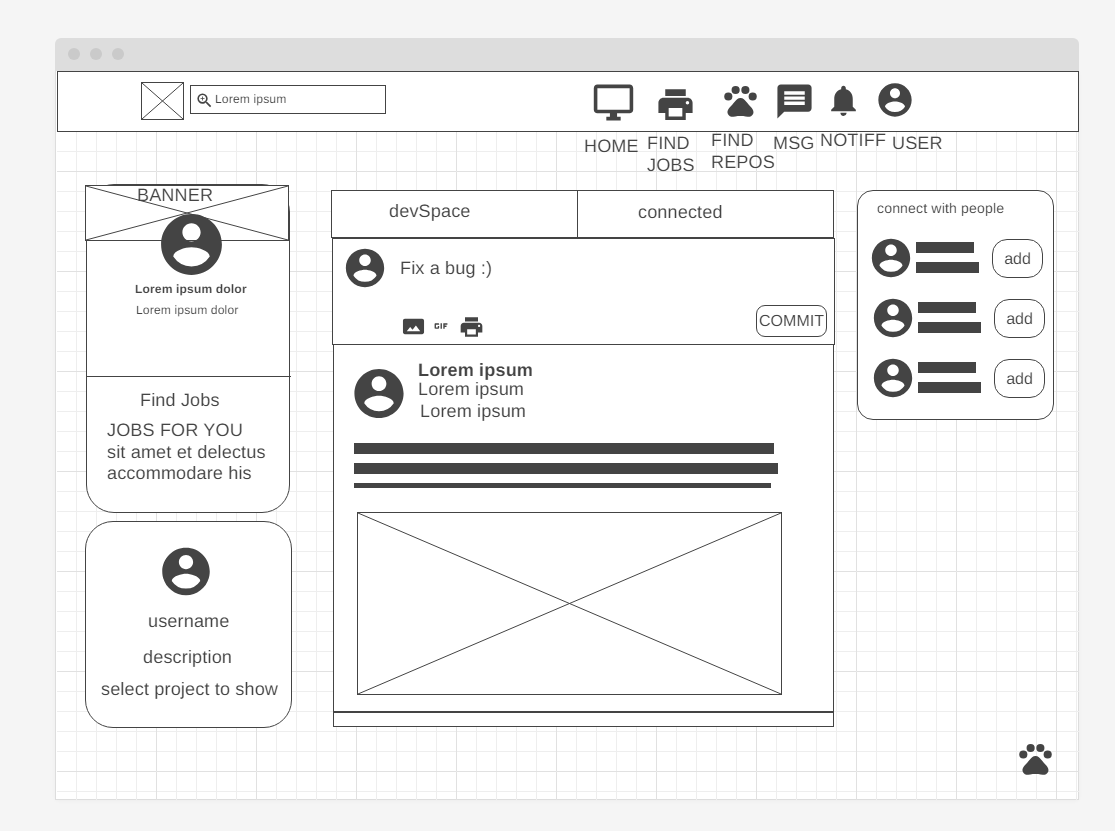 Lorem ipsum
HOME
FIND
JOBS
FIND
REPOS
MSG
NOTIFF
USER
BANNER
Lorem ipsum dolor
Lorem ipsum dolor
Find Jobs
JOBS FOR YOU
sit amet et delectus
accommodare his
username
description
select project to show
devSpace
connected
Fix a bug :)
GIF
COMMIT
Lorem ipsum
Lorem ipsum
Lorem ipsum
connect with people
add
add
add